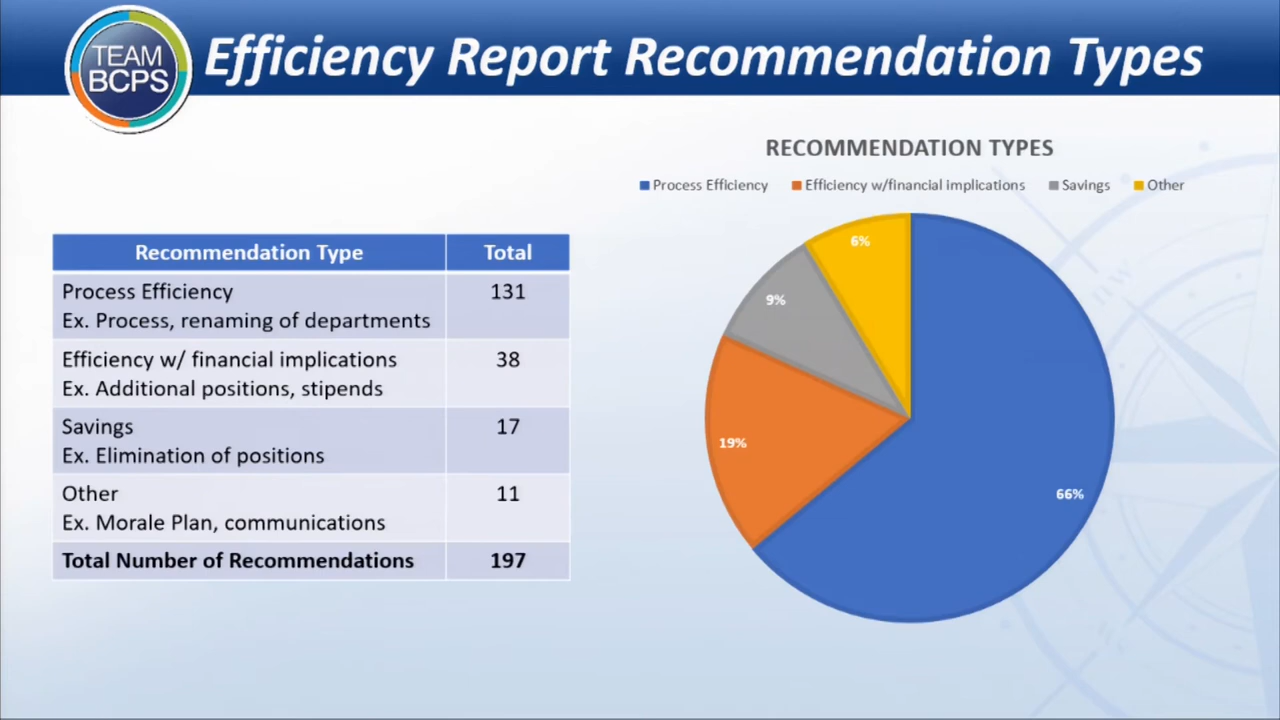 TEAM
BCPS
Efficiency Report Recommendation Types
RECOMMENDATION TYPES
Process Efficiency Efficiency w/financial implications Savings Other
6%
9%
19%
66%
Recommendation Type Total
Process Efficiency 131
Ex. Process, renaming of departments
Efficiency w/ financial implications 38
Ex. Additional positions, stipends
Savings 17
Ex. Elimination of positions
Other 11
Ex. Morale Plan, communications
Total Number of Recommendations 197